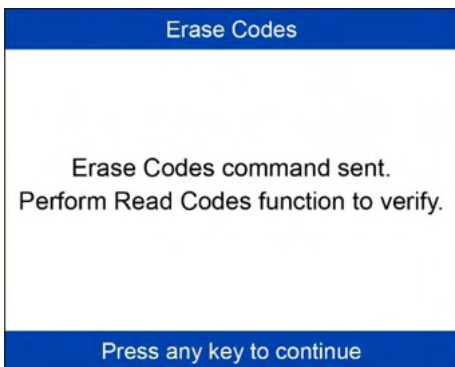 Erase Codes
Erase Codes command sent.
Perform Read Codes function to verify.
Press any key to continue